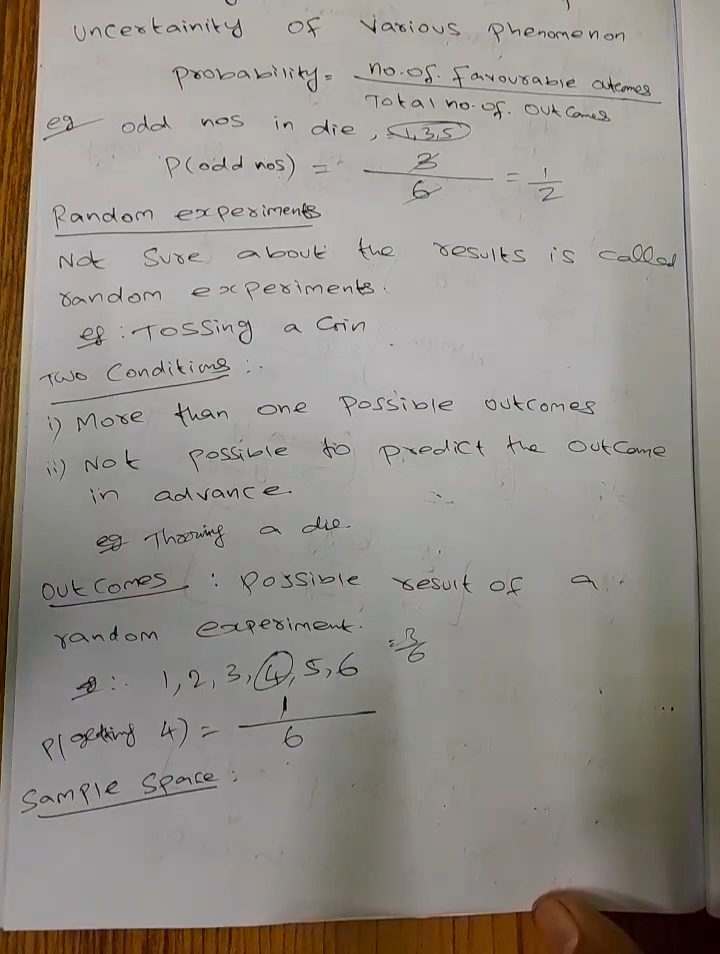 uncertainity of various phenomenon
Probability = no. of. favourable outcomes
Total no. of. outcomes
eg odd nos in die, 1,3,5
P(odd nos) = 3/6 = 1/2
Random experiments
Not sure about the results is called
random experiments.
eg : Tossing a Coin
Two Conditions :-
i) More than one possible outcomes
ii) Not possible to predict the outcome
in advance.
eg Throwing a die.
Outcomes : possible result of a
random experiment.
eg :- 1, 2, 3, 4, 5, 6 = 3/6
P(getting 4) = 1/6
Sample Space :